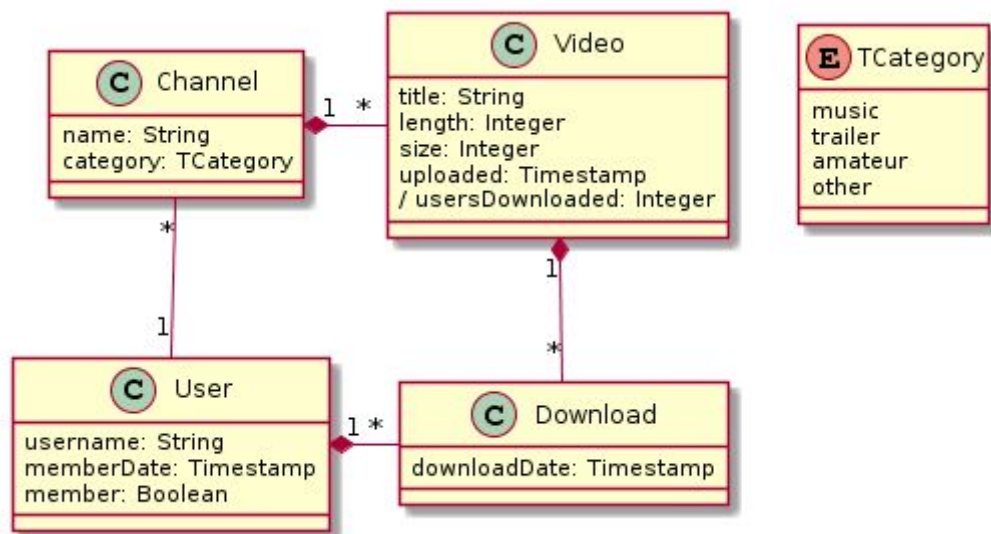 C Channel
name: String
category: TCategory
1 *
C Video
title: String
length: Integer
size: Integer
uploaded: Timestamp
/ usersDownloaded: Integer
E TCategory
music
trailer
amateur
other
*
1
1
*
C User
username: String
memberDate: Timestamp
member: Boolean
1 *
C Download
downloadDate: Timestamp